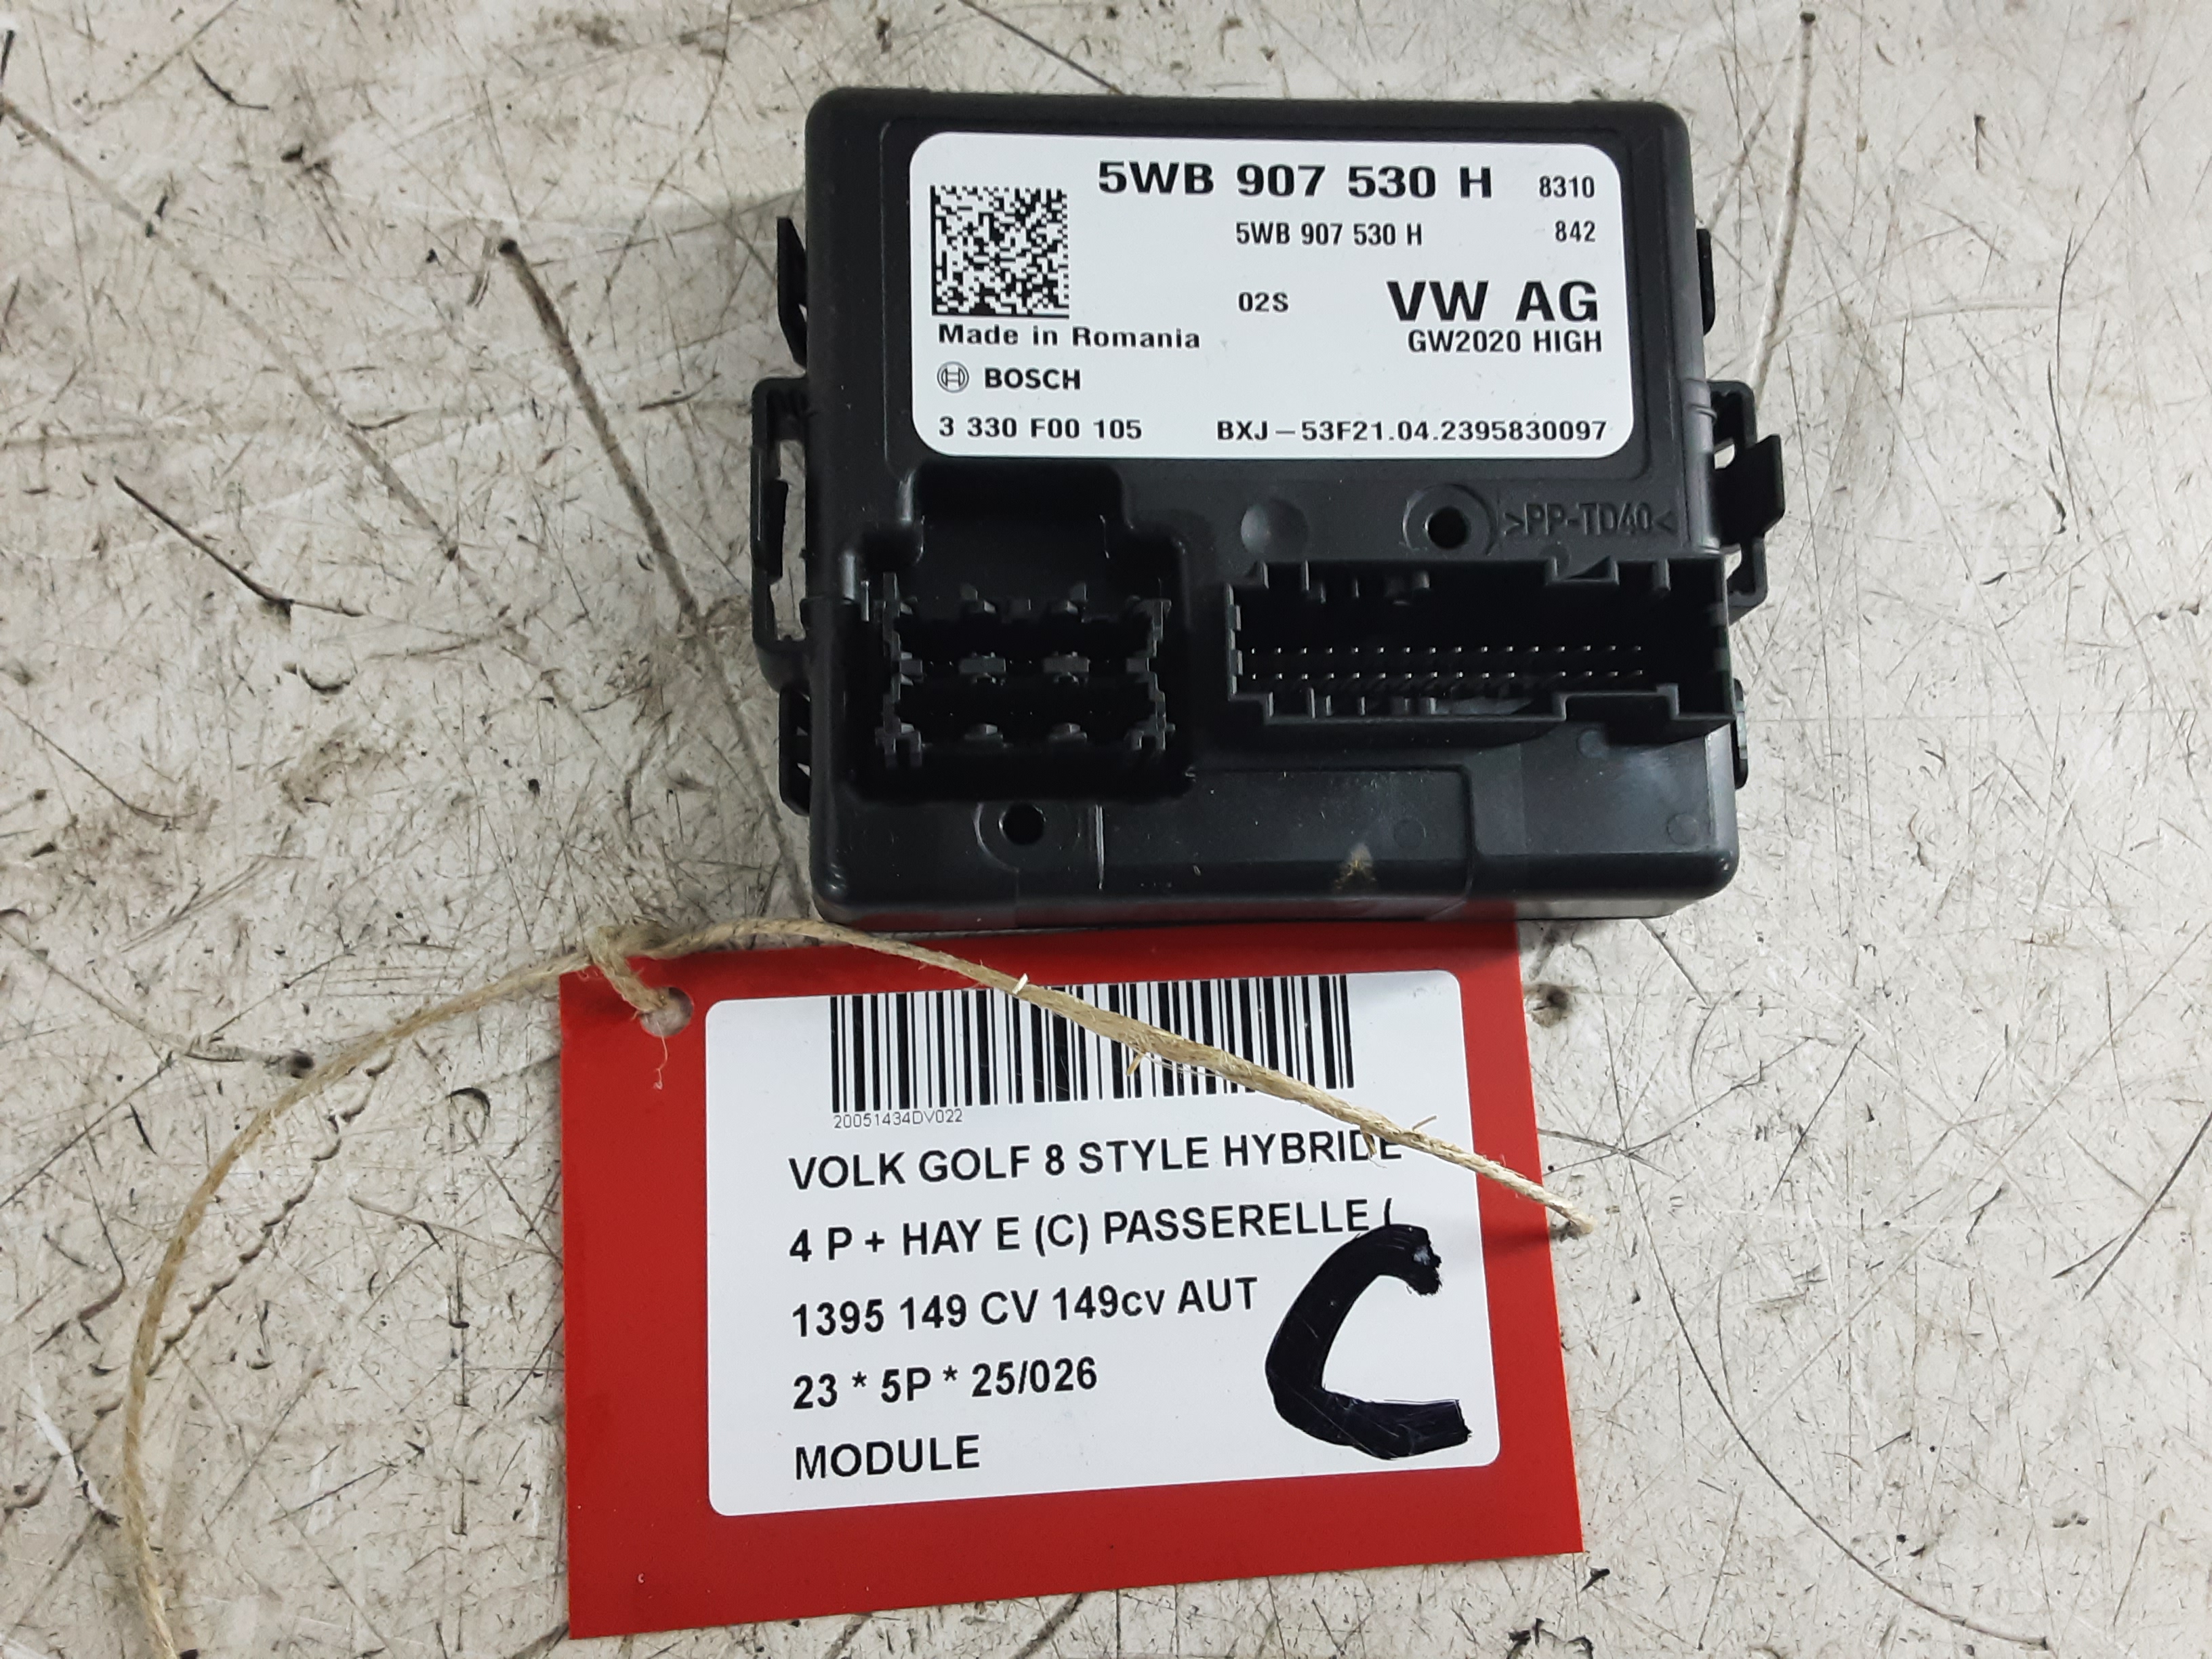 5WB 907 530 H 8310
5WB 907 530 H 842
02S VW AG
Made in Romania GW2020 HIGH
BOSCH
3 330 F00 105 BXJ-53F21.04.2395830097
>PP-TD40<
20051434DV022
VOLK GOLF 8 STYLE HYBRIDE
4 P + HAY E (C) PASSERELLE (
1395 149 CV 149cv AUT
23 * 5P * 25/026
MODULE
C